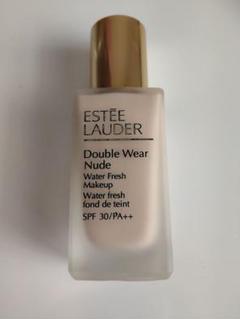 ESTĒE
LAUDER
Double Wear
Nude
Water Fresh
Makeup
Water fresh
fond de teint
SPF 30/PA++